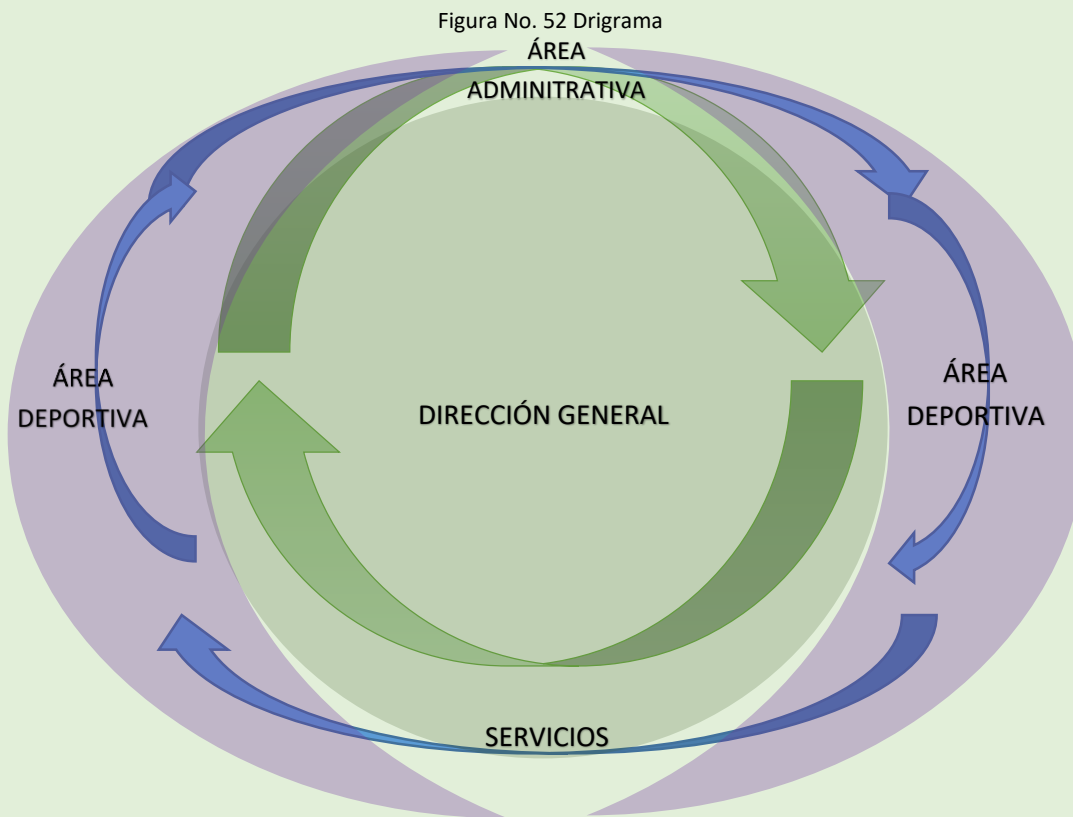 Figura No. 52 Drigrama
ÁREA
ADMINITRATIVA
ÁREA
DEPORTIVA
DIRECCIÓN GENERAL
ÁREA
DEPORTIVA
SERVICIOS